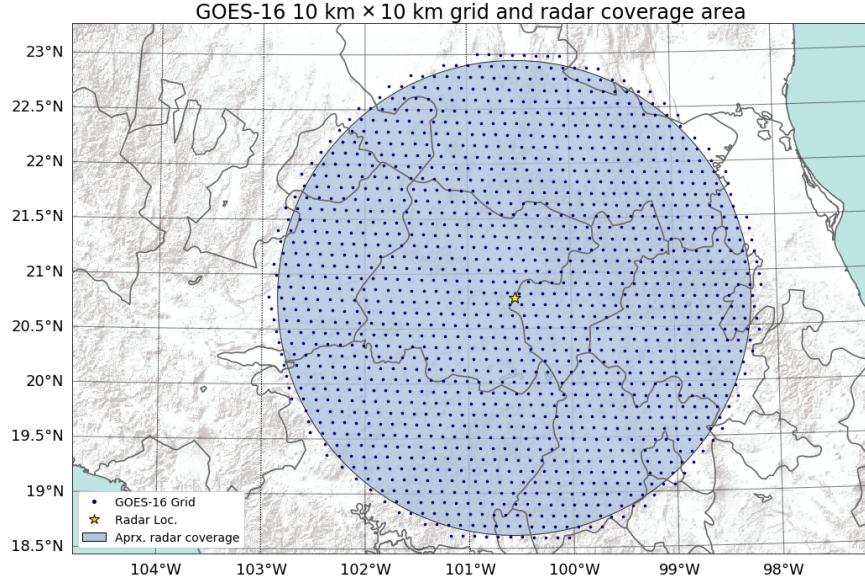 GOES-16 10 km × 10 km grid and radar coverage area
23°N
22.5°N
22°N
21.5°N
21°N
20.5°N
20°N
19.5°N
19°N
18.5°N
GOES-16 Grid
Radar Loc.
Aprx. radar coverage
104°W 103°W 102°W 101°W 100°W 99°W 98°W